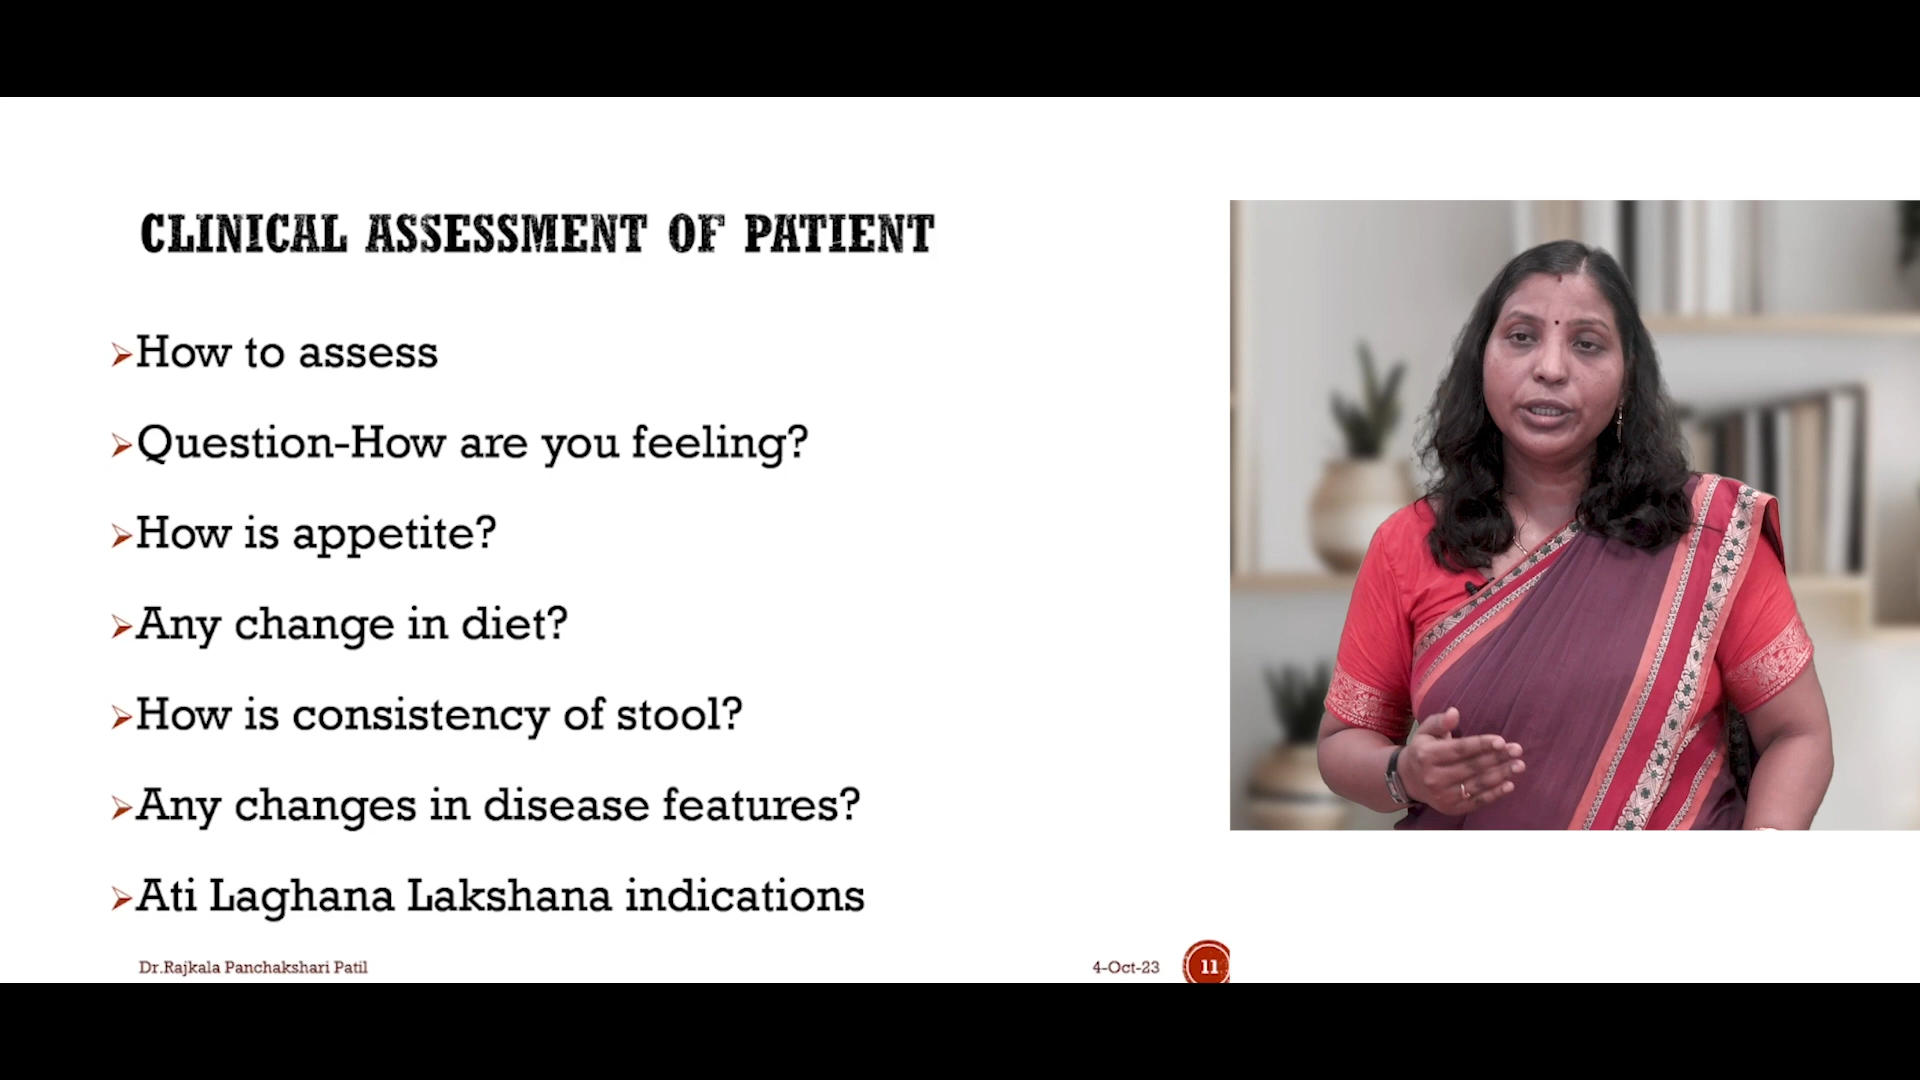 CLINICAL ASSESSMENT OF PATIENT
How to assess
Question-How are you feeling?
How is appetite?
Any change in diet?
How is consistency of stool?
Any changes in disease features?
Ati Laghana Lakshana indications
Dr.Rajkala Panchakshari Patil
4-Oct-23
11